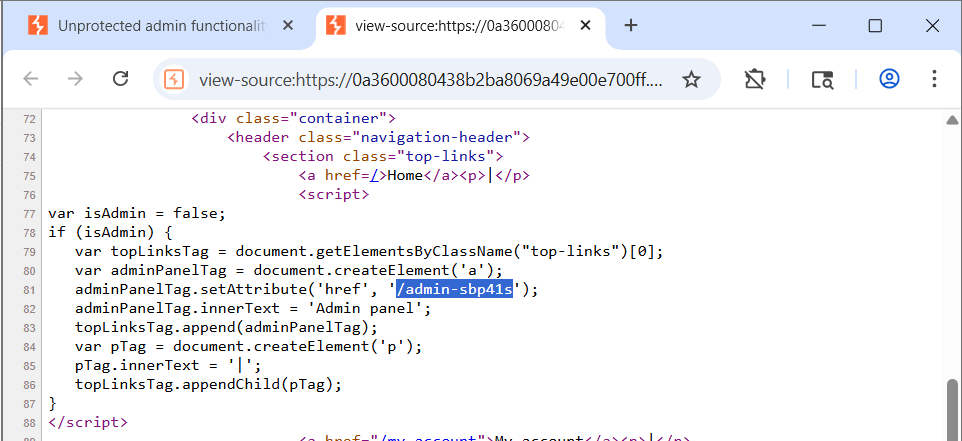 Unprotected admin functionalit
view-source:https://0a36000804
view-source:https://0a3600080438b2ba8069a49e00e700ff....
72 <div class="container">
73 <header class="navigation-header">
74 <section class="top-links">
75 <a href=/>Home</a><p>|</p>
76 <script>
77 var isAdmin = false;
78 if (isAdmin) {
79 var topLinksTag = document.getElementsByClassName("top-links")[0];
80 var adminPanelTag = document.createElement('a');
81 adminPanelTag.setAttribute('href', '/admin-sbp41s');
82 adminPanelTag.innerText = 'Admin panel';
83 topLinksTag.append(adminPanelTag);
84 var pTag = document.createElement('p');
85 pTag.innerText = '|';
86 topLinksTag.appendChild(pTag);
87 }
88 </script>
<a href="/my-account">My account</a><p>|</p>